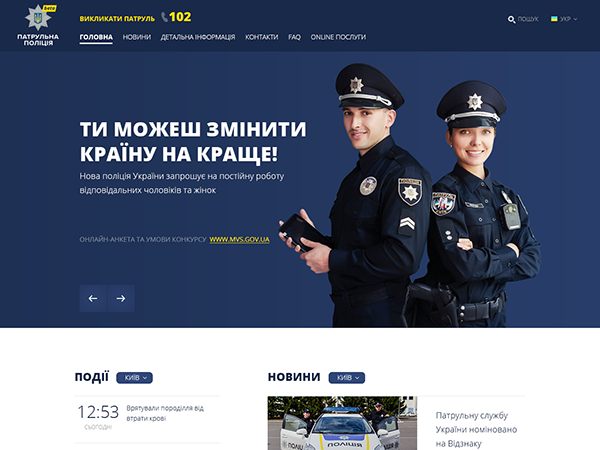 beta
ПАТРУЛЬНА
ПОЛІЦІЯ
ВИКЛИКАТИ ПАТРУЛЬ 102
ПОШУК
УКР
ГОЛОВНА НОВИНИ ДЕТАЛЬНА ІНФОРМАЦІЯ КОНТАКТИ FAQ ONLINE ПОСЛУГИ
ТИ МОЖЕШ ЗМІНИТИ
КРАЇНУ НА КРАЩЕ!
Нова поліція України запрошує на постійну роботу
відповідальних чоловіків та жінок
ОНЛАЙН-АНКЕТА ТА УМОВИ КОНКУРСУ WWW.MVS.GOV.UA
ПОДІЇ КИЇВ
12:53
СЬОГОДНІ
Врятували породілля від
втрати крові.
НОВИНИ КИЇВ
Патрульну службу
України номіновано
на Відзнаку